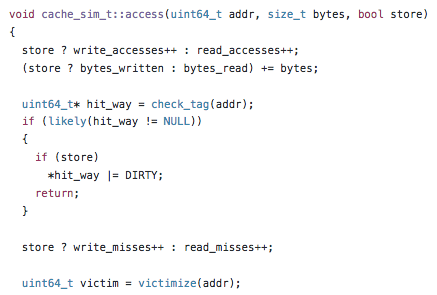 void cache_sim_t::access(uint64_t addr, size_t bytes, bool store)
{
  store ? write_accesses++ : read_accesses++;
  (store ? bytes_written : bytes_read) += bytes;

  uint64_t* hit_way = check_tag(addr);
  if (likely(hit_way != NULL))
  {
    if (store)
      *hit_way |= DIRTY;
    return;
  }

  store ? write_misses++ : read_misses++;

  uint64_t victim = victimize(addr);